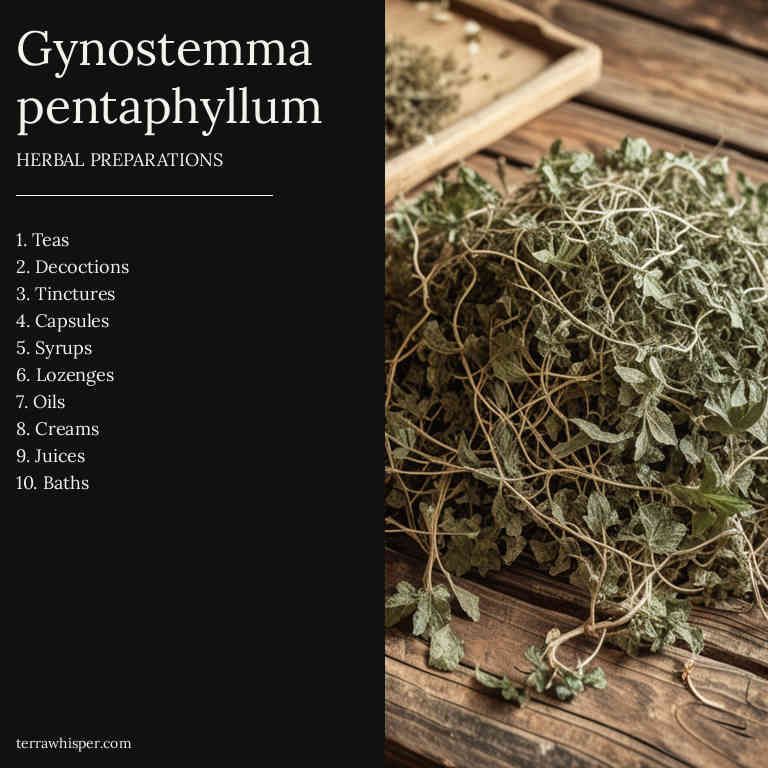 Gynostemma
pentaphyllum
HERBAL PREPARATIONS
1. Teas
2. Decoctions
3. Tinctures
4. Capsules
5. Syrups
6. Lozenges
7. Oils
8. Creams
9. Juices
10. Baths
terrawhisper.com